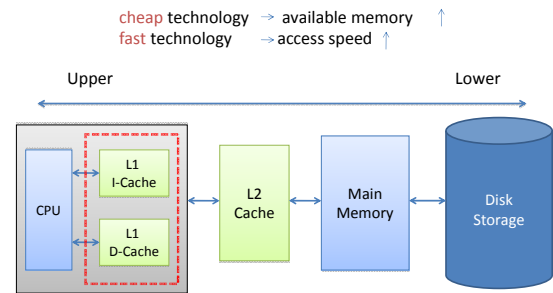 cheap technology → available memory ↑
fast technology → access speed ↑
Upper
Lower
CPU
L1
I-Cache
L1
D-Cache
L2
Cache
Main
Memory
Disk
Storage